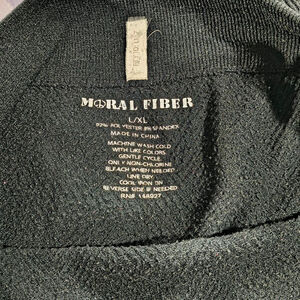 MORAL FIBER
L/XL
92% POLYESTER 8% SPANDEX
MADE IN CHINA
MACHINE WASH COLD
WITH LIKE COLORS.
GENTLE CYCLE.
ONLY NON-CHLORINE
BLEACH WHEN NEEDED
LINE DRY
COOL IRON ON
REVERSE SIDE IF NEEDED